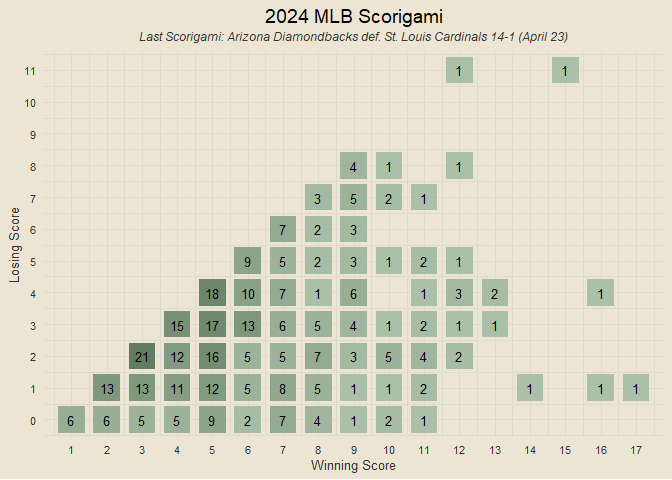 2024 MLB Scorigami
Last Scorigami: Arizona Diamondbacks def. St. Louis Cardinals 14-1 (April 23)
11 1 1
10
9
8 4 1 1
7 3 5 2 1
6 7 2 3
5 9 5 2 3 1 2 1
4 18 10 7 1 6 1 3 2 1
3 15 17 13 6 5 4 1 2 1 1
2 21 12 16 5 5 7 3 5 4 2
1 13 13 11 12 5 8 5 1 1 2 1 1 1
0 6 6 5 5 9 2 7 4 1 2 1
1 2 3 4 5 6 7 8 9 10 11 12 13 14 15 16 17
Losing Score
Winning Score